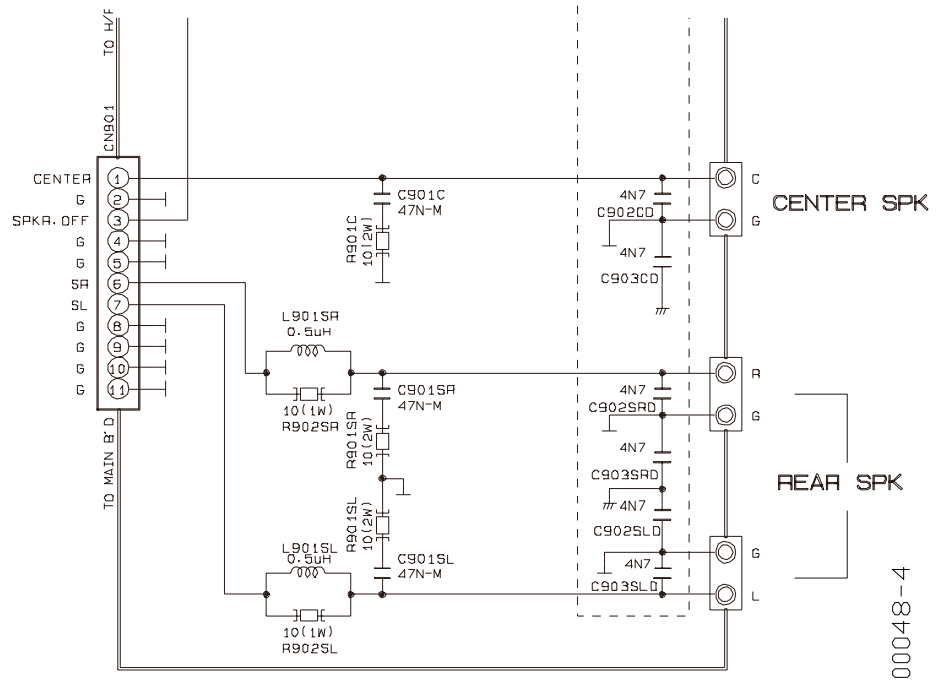 TO H/F
CN901
CENTER 1
G 2
SPKR.OFF 3
G 4
G 5
SR 6
SL 7
G 8
G 9
G 10
G 11
TO MAIN B'D
C901C
47N-M
R901C
10(2W)
4N7
C902CD
4N7
C903CD
C
G
CENTER SPK
L901SR
0.5uH
10(1W)
R902SR
C901SR
47N-M
R901SR
10(2W)
4N7
C902SRD
4N7
C903SRD
R
G
REAR SPK
R901SL
10(2W)
4N7
C902SLD
4N7
C903SLD
G
L
L901SL
0.5uH
10(1W)
R902SL
C901SL
47N-M
00048-4